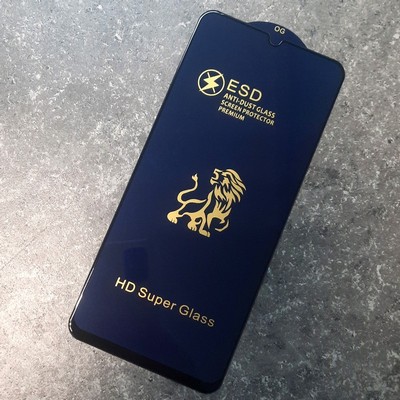 OG
ESD
ANTI-DUST GLASS
SCREEN PROTECTOR
PREMIUM
HD Super Glass